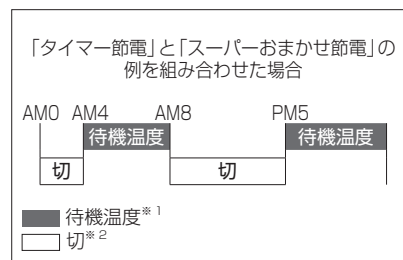 「タイマー節電」と「スーパーおまかせ節電」の
例を組み合わせた場合
AM0 AM4 AM8 PM5
待機温度 待機温度
切 切
待機温度※1
切※2